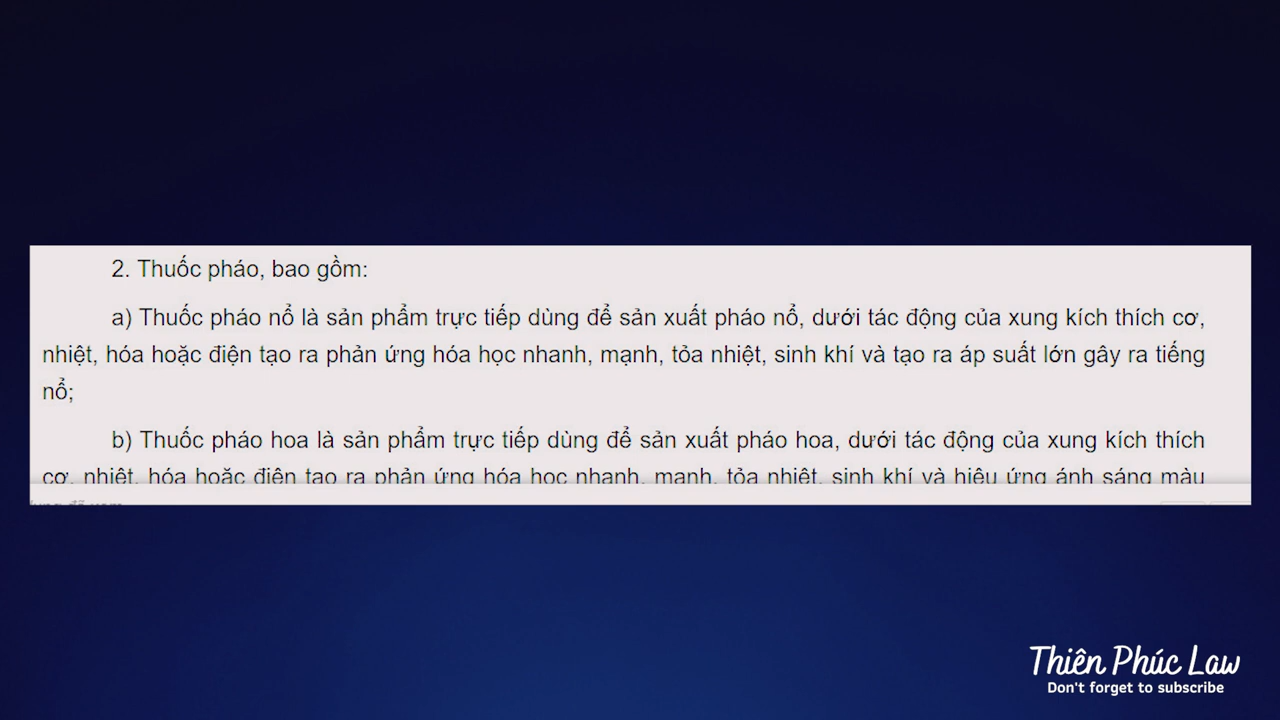 2. Thuốc pháo, bao gồm:
a) Thuốc pháo nổ là sản phẩm trực tiếp dùng để sản xuất pháo nổ, dưới tác động của xung kích thích cơ,
nhiệt, hóa hoặc điện tạo ra phản ứng hóa học nhanh, mạnh, tỏa nhiệt, sinh khí và tạo ra áp suất lớn gây ra tiếng
nổ;
b) Thuốc pháo hoa là sản phẩm trực tiếp dùng để sản xuất pháo hoa, dưới tác động của xung kích thích
cơ, nhiệt, hóa hoặc điện tạo ra phản ứng hóa học nhanh, mạnh, tỏa nhiệt, sinh khí và hiệu ứng ánh sáng màu
Thiên Phúc Law
Don't forget to subscribe